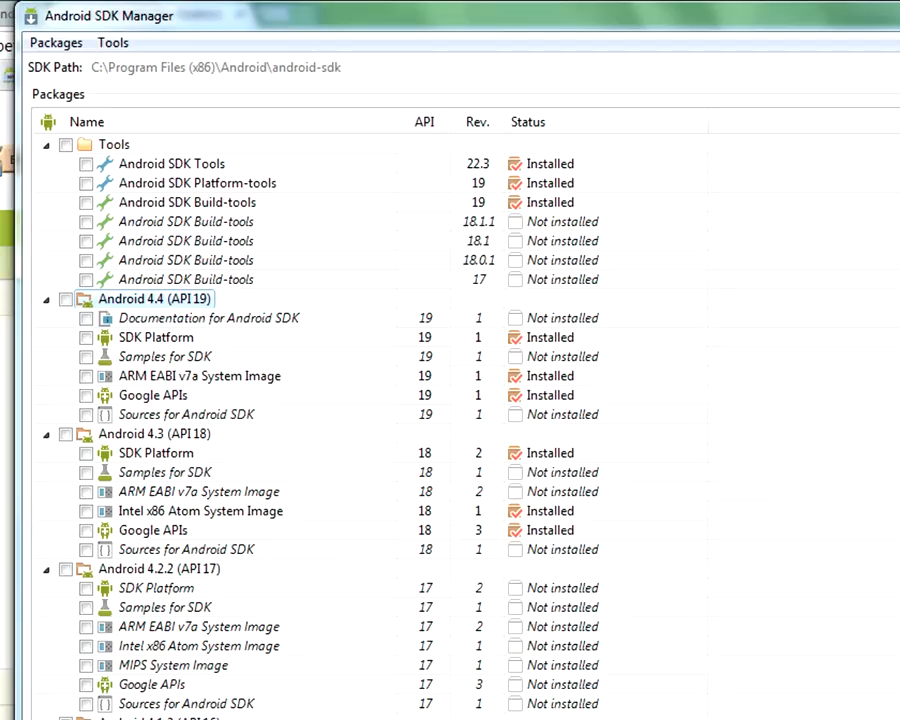 Android SDK Manager
Packages Tools
SDK Path: C:\Program Files (x86)\Android\android-sdk
Packages
Name API Rev. Status
Tools
Android SDK Tools 22.3 Installed
Android SDK Platform-tools 19 Installed
Android SDK Build-tools 19 Installed
Android SDK Build-tools 18.1.1 Not installed
Android SDK Build-tools 18.1 Not installed
Android SDK Build-tools 18.0.1 Not installed
Android SDK Build-tools 17 Not installed
Android 4.4 (API 19)
Documentation for Android SDK 19 1 Not installed
SDK Platform 19 1 Installed
Samples for SDK 19 1 Not installed
ARM EABI v7a System Image 19 1 Installed
Google APIs 19 1 Installed
Sources for Android SDK 19 1 Not installed
Android 4.3 (API 18)
SDK Platform 18 2 Installed
Samples for SDK 18 1 Not installed
ARM EABI v7a System Image 18 2 Not installed
Intel x86 Atom System Image 18 1 Installed
Google APIs 18 3 Installed
Sources for Android SDK 18 1 Not installed
Android 4.2.2 (API 17)
SDK Platform 17 2 Not installed
Samples for SDK 17 1 Not installed
ARM EABI v7a System Image 17 2 Not installed
Intel x86 Atom System Image 17 1 Not installed
MIPS System Image 17 1 Not installed
Google APIs 17 3 Not installed
Sources for Android SDK 17 1 Not installed